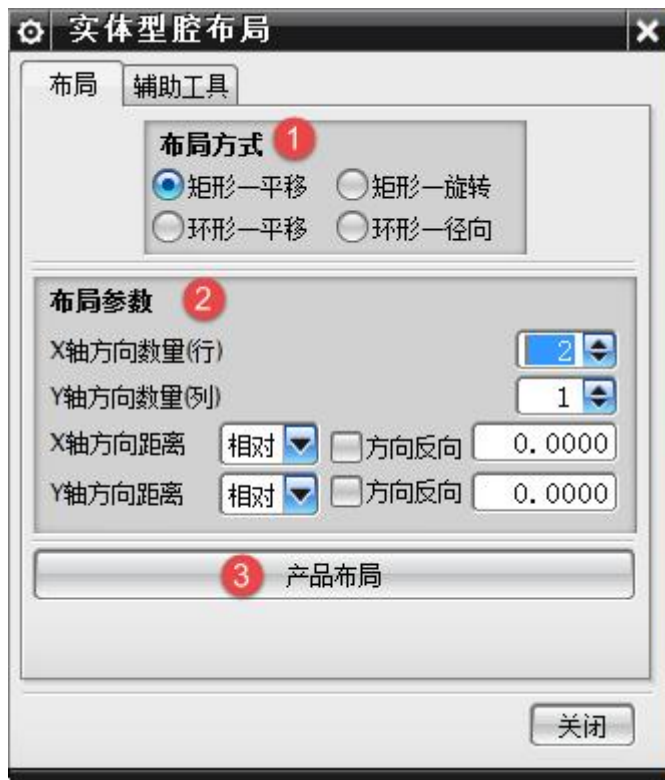 实体型腔布局
布局 辅助工具
布局方式 1
矩形—平移 矩形—旋转
环形—平移 环形—径向
布局参数 2
X轴方向数量(行) 2
Y轴方向数量(列) 1
X轴方向距离 相对 方向反向 0.0000
Y轴方向距离 相对 方向反向 0.0000
3 产品布局
关闭